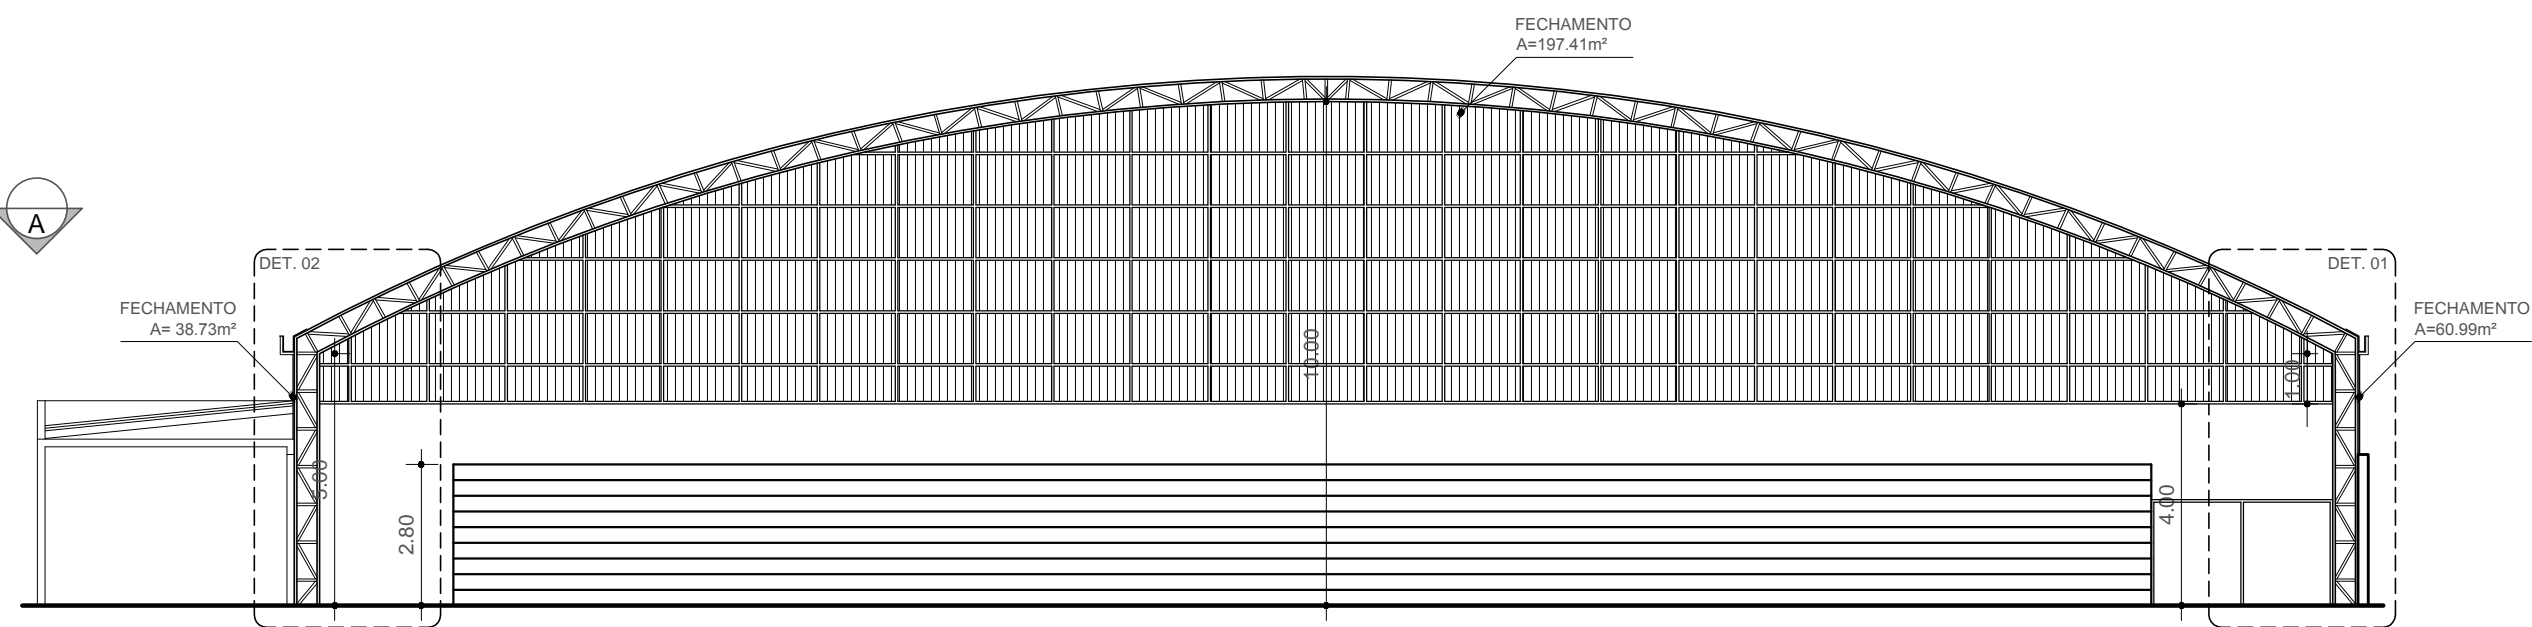 FECHAMENTO
A=197.41m²
A
DET. 02
DET. 01
FECHAMENTO
A= 38.73m²
FECHAMENTO
A=60.99m²
10.00
1.00
5.00
2.80
4.00